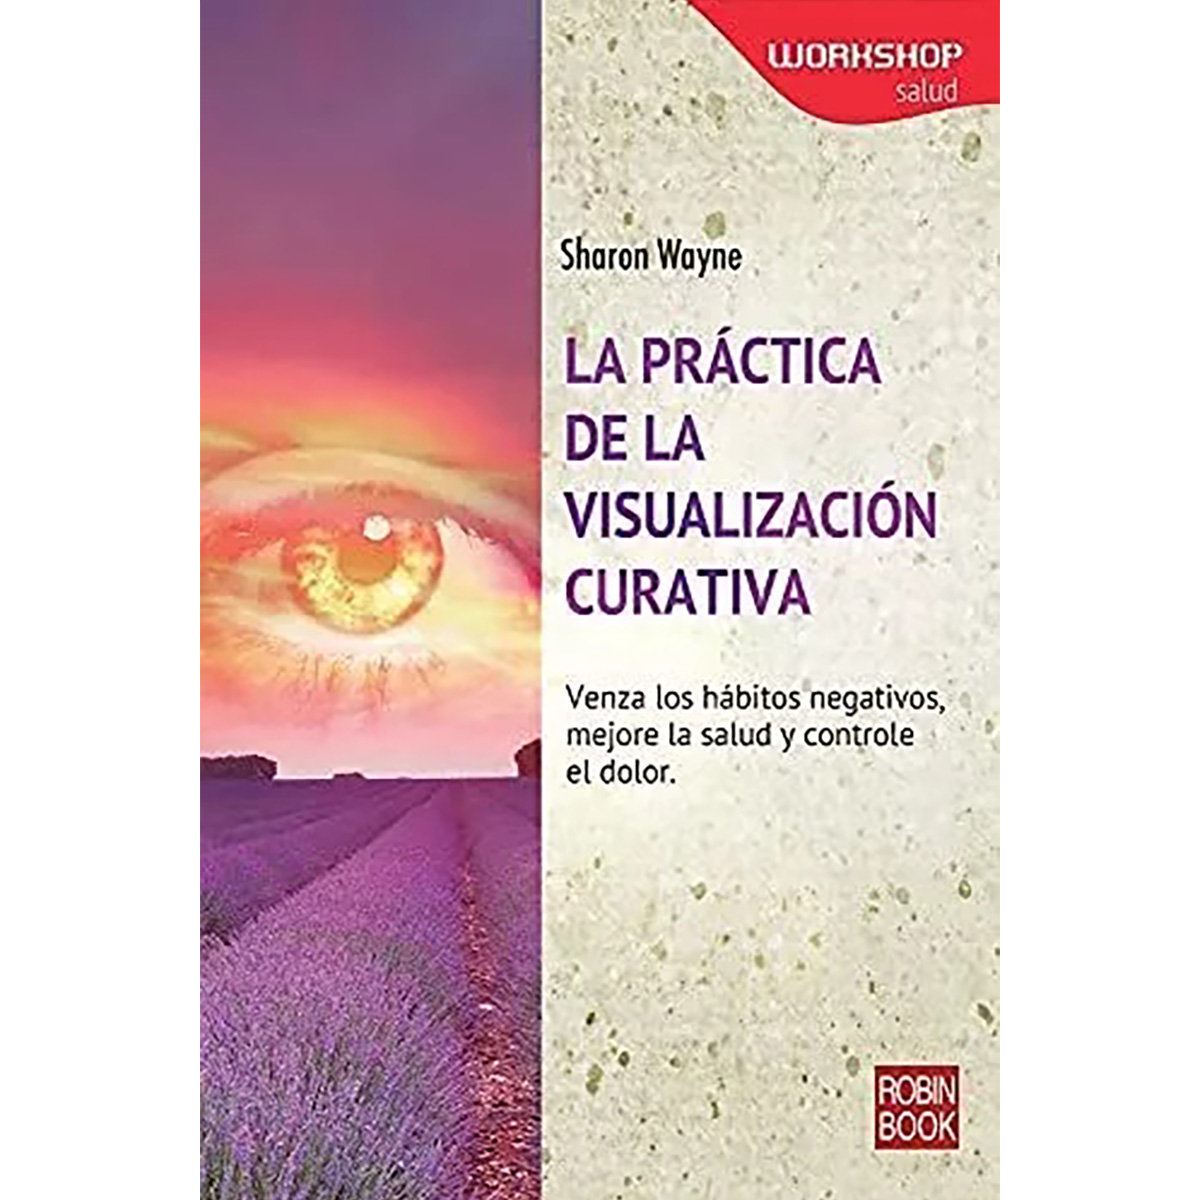 WORKSHOP
salud
Sharon Wayne
LA PRÁCTICA
DE LA
VISUALIZACIÓN
CURATIVA
Venza los hábitos negativos,
mejore la salud y controle
el dolor.
ROBIN
BOOK